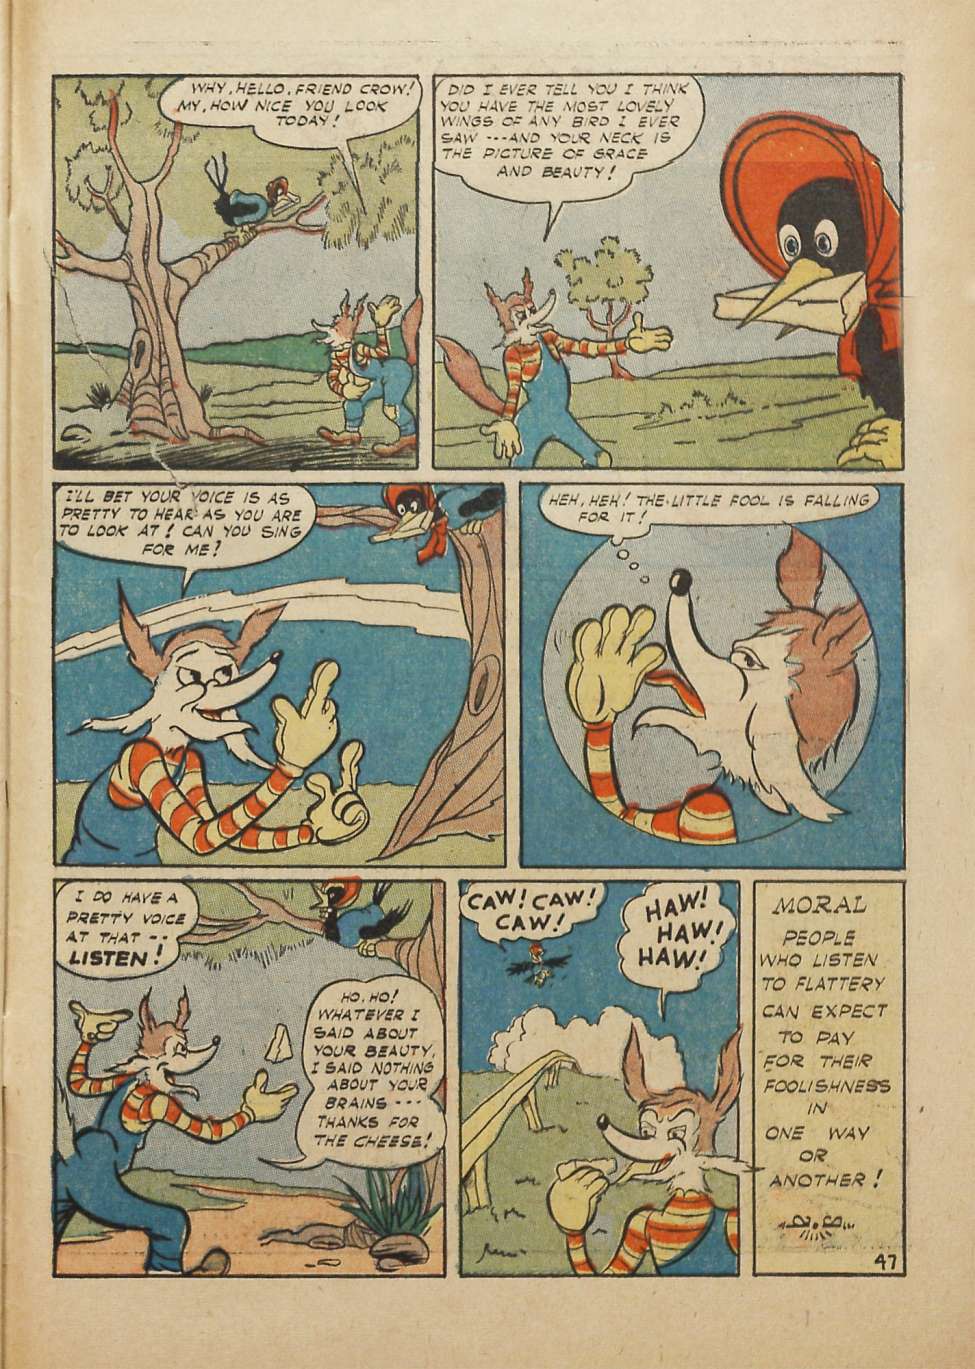 WHY, HELLO, FRIEND CROW!
MY, HOW NICE YOU LOOK
TODAY!
DID I EVER TELL YOU I THINK
YOU HAVE THE MOST LOVELY
WINGS OF ANY BIRD I EVER
SAW ---AND YOUR NECK IS
THE PICTURE OF GRACE
AND BEAUTY!
I'LL BET YOUR VOICE IS AS
PRETTY TO HEAR AS YOU ARE
TO LOOK AT! CAN YOU SING
FOR ME?
HEH, HEH! THE LITTLE FOOL IS FALLING
FOR IT!
I DO HAVE A
PRETTY VOICE
AT THAT --
LISTEN!
HO, HO!
WHATEVER I
SAID ABOUT
YOUR BEAUTY,
I SAID NOTHING
ABOUT YOUR
BRAINS ----
THANKS FOR
THE CHEESE!
CAW! CAW!
CAW!
HAW!
HAW!
HAW!
MORAL
PEOPLE
WHO LISTEN
TO FLATTERY
CAN EXPECT
TO PAY
FOR THEIR
FOOLISHNESS
IN
ONE WAY
OR
ANOTHER!
47